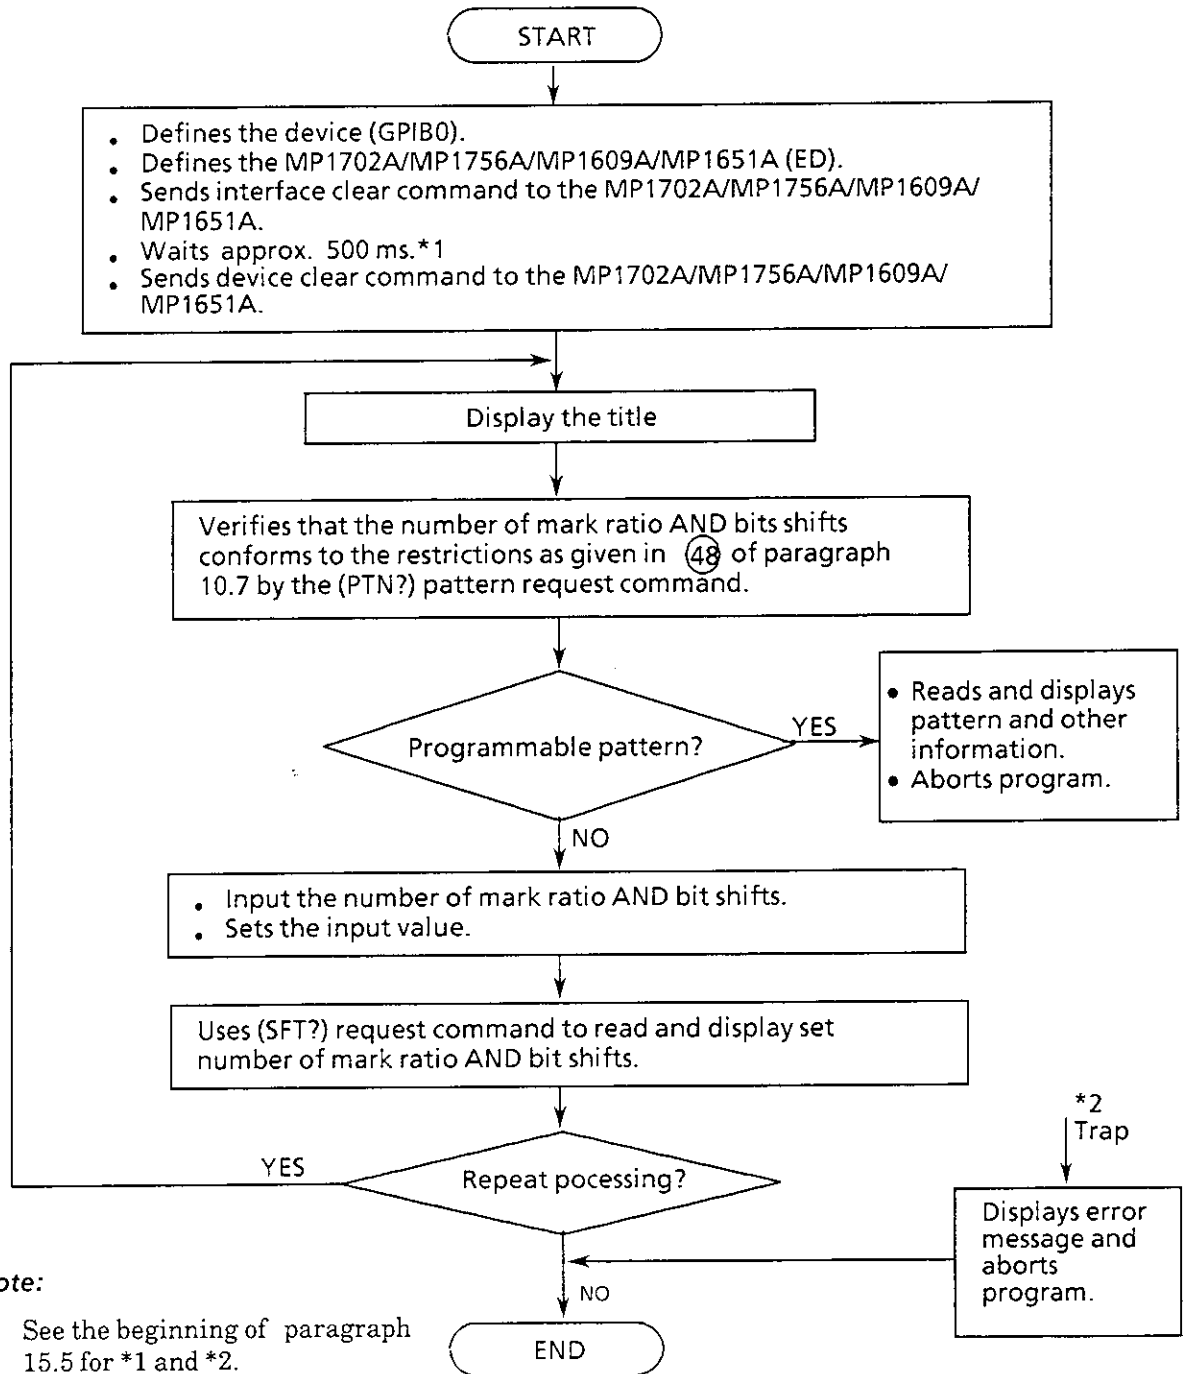 START
• Defines the device (GPIB0).
• Defines the MP1702A/MP1756A/MP1609A/MP1651A (ED).
• Sends interface clear command to the MP1702A/MP1756A/MP1609A/
MP1651A.
• Waits approx. 500 ms.*1
• Sends device clear command to the MP1702A/MP1756A/MP1609A/
MP1651A.
Display the title
Verifies that the number of mark ratio AND bits shifts
conforms to the restrictions as given in 48 of paragraph
10.7 by the (PTN?) pattern request command.
Programmable pattern?
YES
• Reads and displays
pattern and other
information.
• Aborts program.
NO
• Input the number of mark ratio AND bit shifts.
• Sets the input value.
Uses (SFT?) request command to read and display set
number of mark ratio AND bit shifts.
*2
Trap
YES
Repeat pocessing?
Displays error
message and
aborts
program.
NO
ote:
See the beginning of paragraph
15.5 for *1 and *2.
END